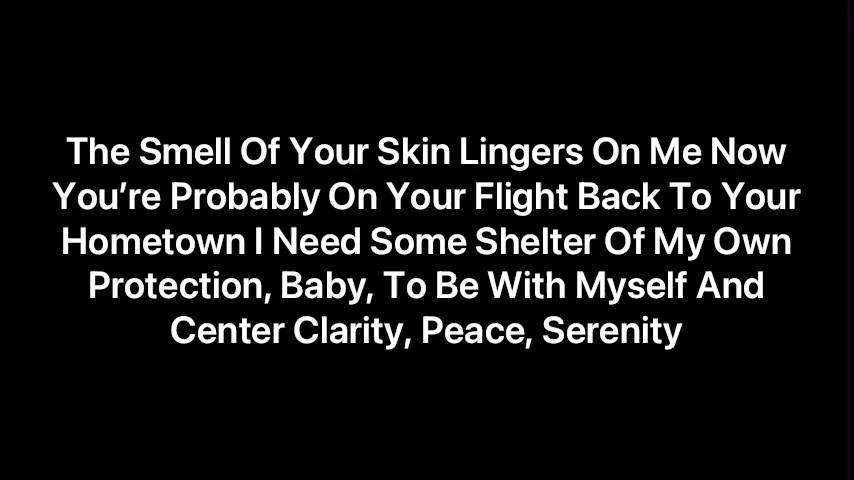 The Smell Of Your Skin Lingers On Me Now
You’re Probably On Your Flight Back To Your
Hometown I Need Some Shelter Of My Own
Protection, Baby, To Be With Myself And
Center Clarity, Peace, Serenity